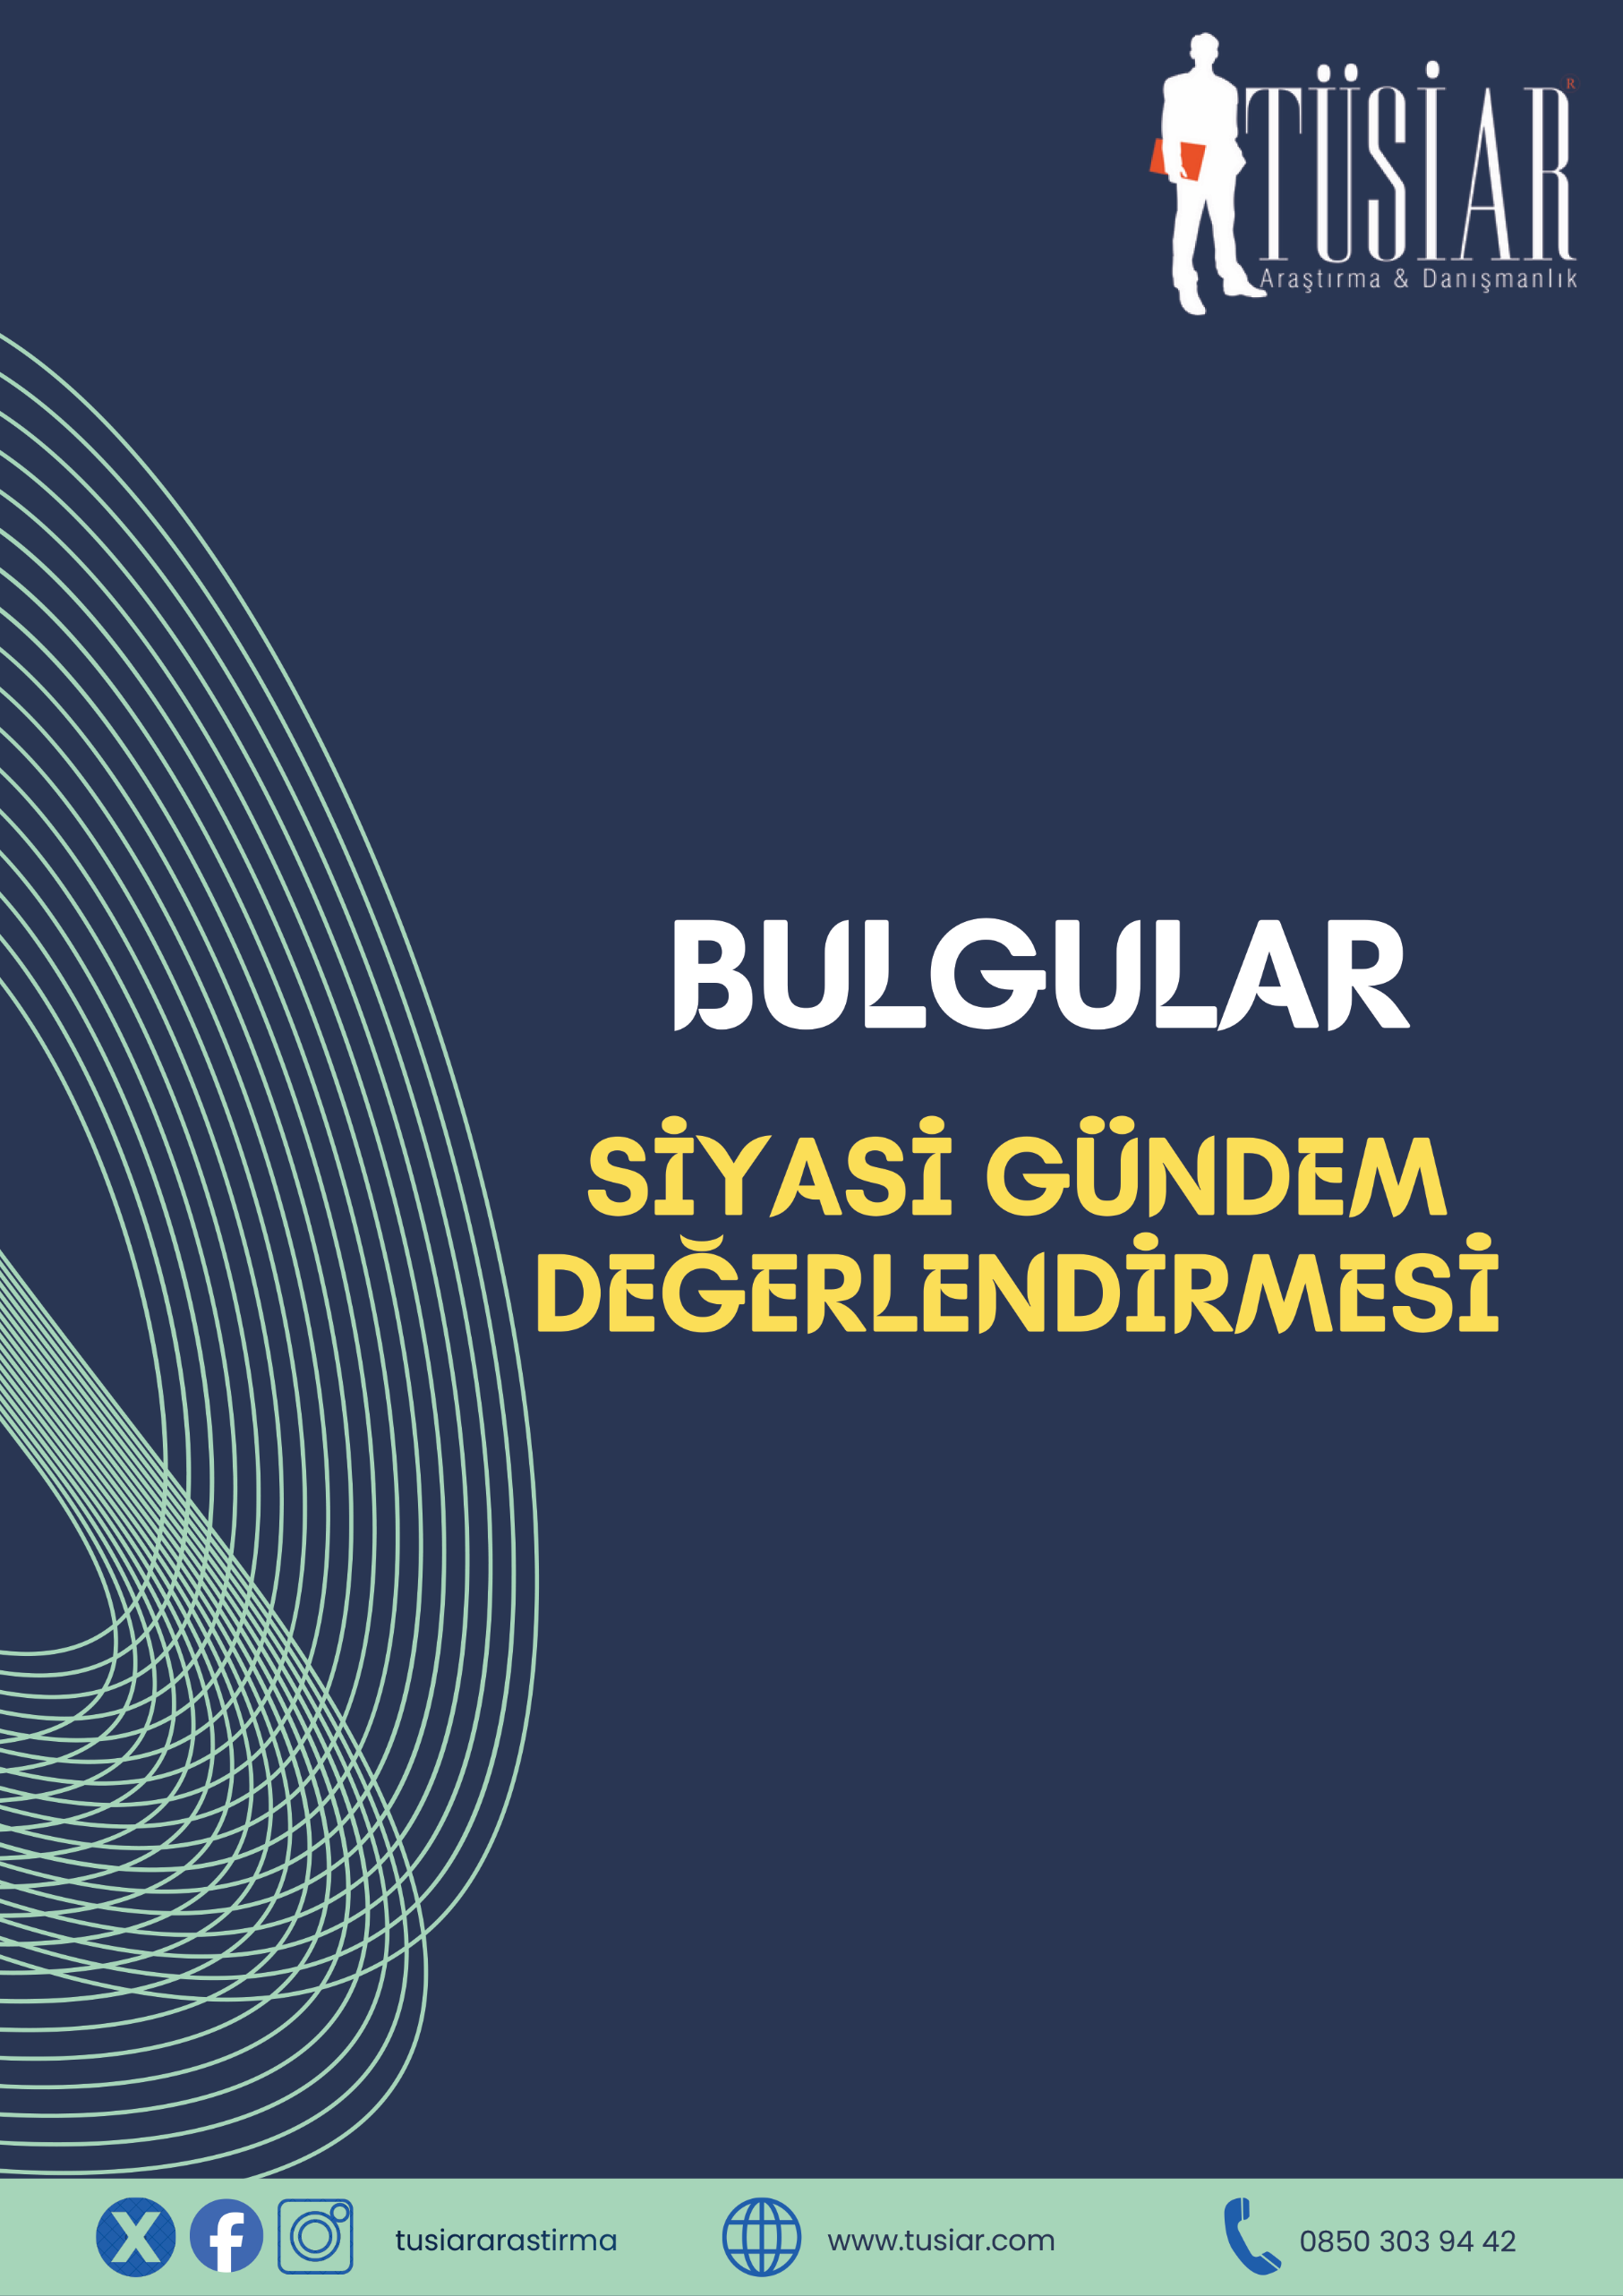 TÜSİAR
Araştırma & Danışmanlık
BULGULAR
SİYASİ GÜNDEM
DEĞERLENDİRMESİ
tusiararastirma
www.tusiar.com
0850 303 94 42